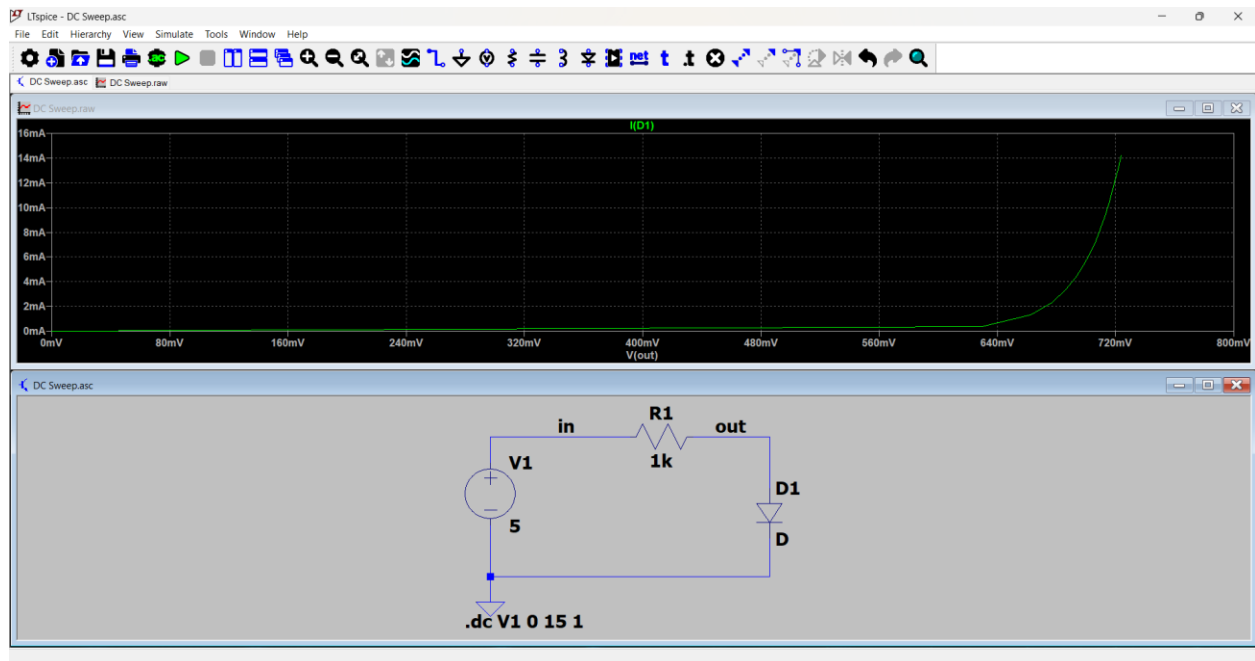 LTspice - DC Sweep.asc
File Edit Hierarchy View Simulate Tools Window Help
.ac net t .t
DC Sweep.asc DC Sweep.raw
DC Sweep.raw
I(D1)
16mA
14mA
12mA
10mA
8mA
6mA
4mA
2mA
0mA
0mV 80mV 160mV 240mV 320mV 400mV 480mV 560mV 640mV 720mV 800mV
V(out)
DC Sweep.asc
R1
in out
1k
V1
D1
5
D
.dc V1 0 15 1